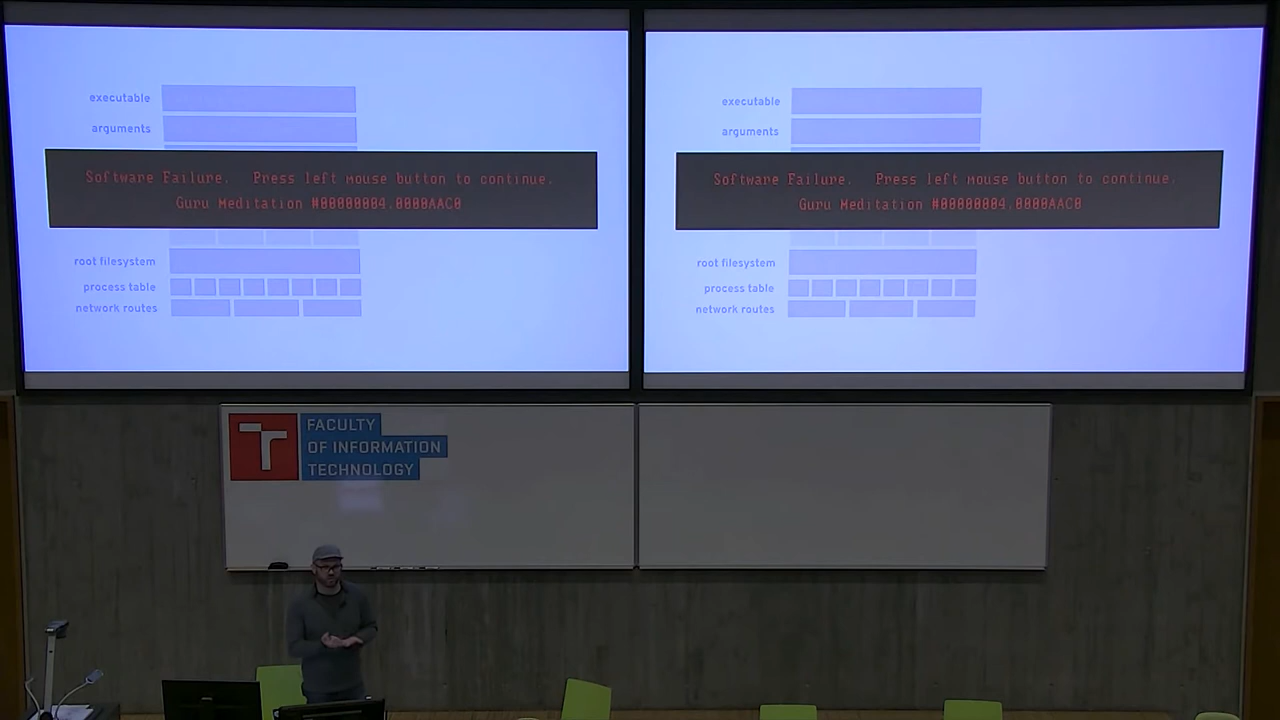 executable
arguments
Software Failure. Press left mouse button to continue.
Guru Meditation #00000004.0000AAC0
root filesystem
process table
network routes
executable
arguments
Software Failure. Press left mouse button to continue.
Guru Meditation #00000004.0000AAC0
root filesystem
process table
network routes
FACULTY
OF INFORMATION
TECHNOLOGY